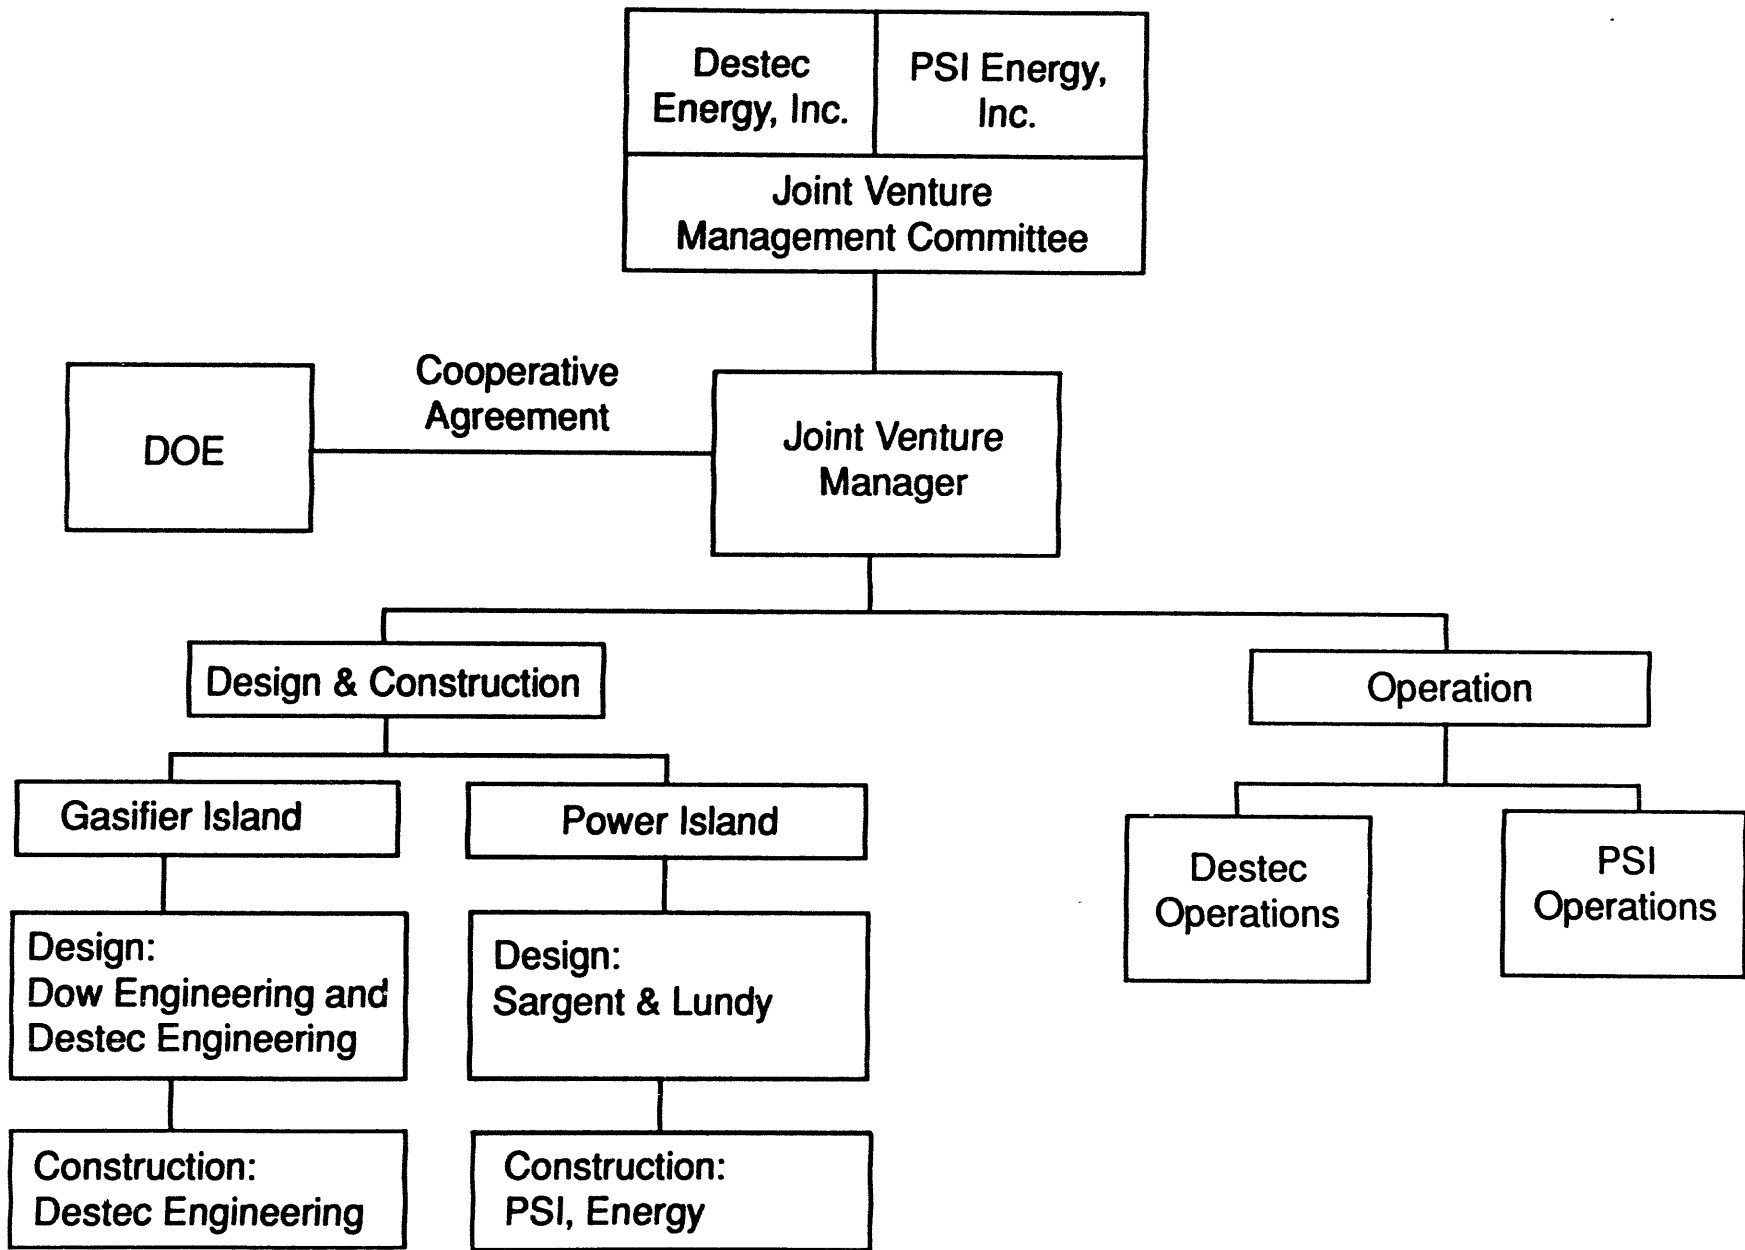 Destec
Energy, Inc.
PSI Energy,
Inc.
Joint Venture
Management Committee
Cooperative
Agreement
DOE
Joint Venture
Manager
Design & Construction
Operation
Gasifier Island
Power Island
Destec
Operations
PSI
Operations
Design:
Dow Engineering and
Destec Engineering
Design:
Sargent & Lundy
Construction:
Destec Engineering
Construction:
PSI, Energy